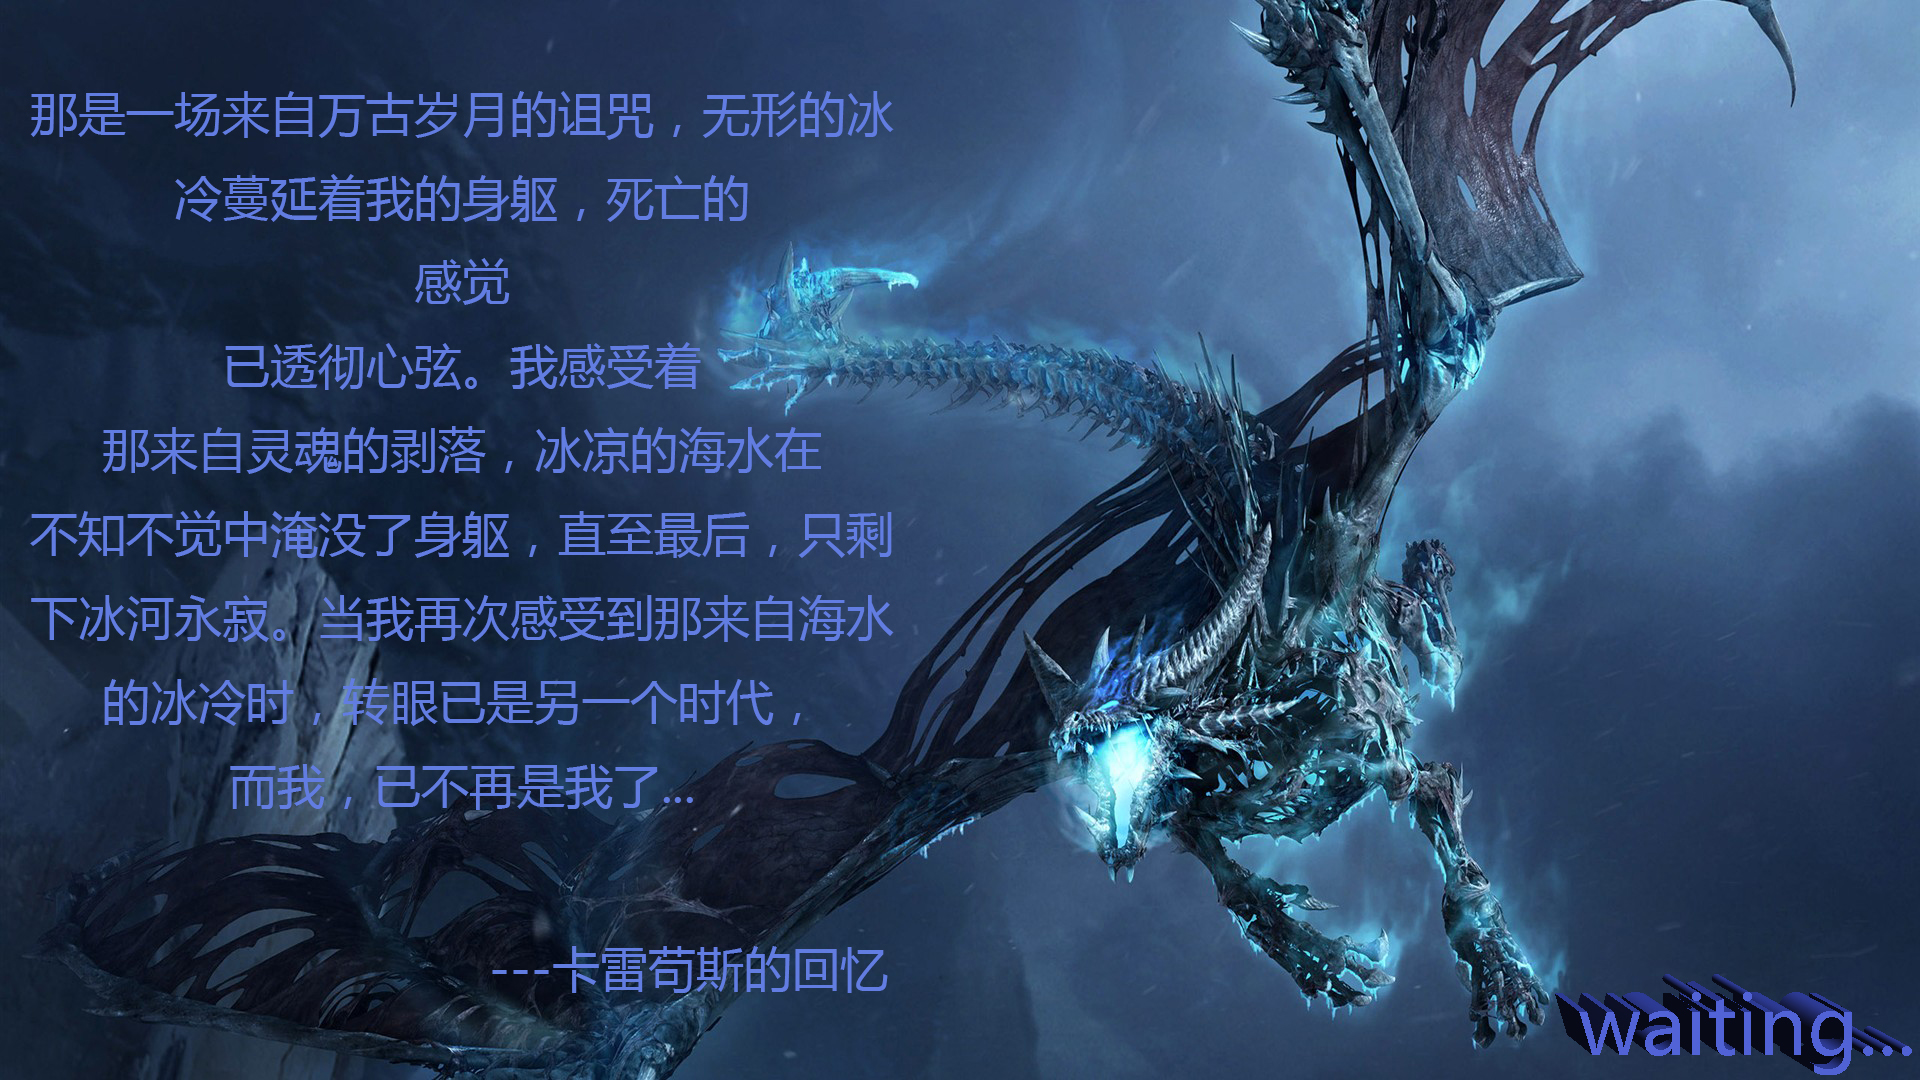 那是一场来自万古岁月的诅咒，无形的冰
冷蔓延着我的身躯，死亡的
感觉
已透彻心弦。我感受着
那来自灵魂的剥落，冰凉的海水在
不知不觉中淹没了身躯，直至最后，只剩
下冰河永寂。当我再次感受到那来自海水
的冰冷时，转眼已是另一个时代，
而我，已不再是我了...
---卡雷苟斯的回忆
waiting...